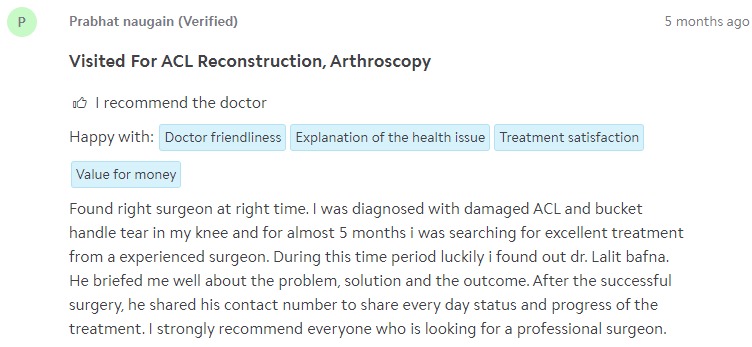 P
Prabhat naugain (Verified)
5 months ago
Visited For ACL Reconstruction, Arthroscopy
I recommend the doctor
Happy with: Doctor friendliness Explanation of the health issue Treatment satisfaction
Value for money
Found right surgeon at right time. I was diagnosed with damaged ACL and bucket
handle tear in my knee and for almost 5 months i was searching for excellent treatment
from a experienced surgeon. During this time period luckily i found out dr. Lalit bafna.
He briefed me well about the problem, solution and the outcome. After the successful
surgery, he shared his contact number to share every day status and progress of the
treatment. I strongly recommend everyone who is looking for a professional surgeon.